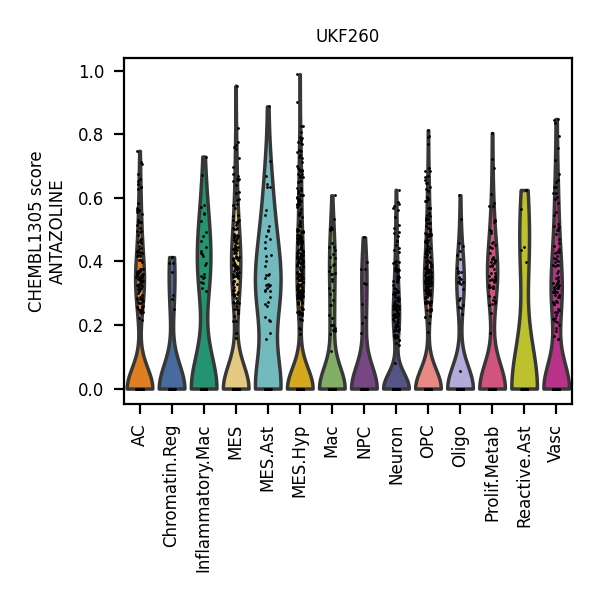 UKF260
CHEMBL1305 score
ANTAZOLINE
1.0
0.8
0.6
0.4
0.2
0.0
AC
Chromatin.Reg
Inflammatory.Mac
MES
MES.Ast
MES.Hyp
Mac
NPC
Neuron
OPC
Oligo
Prolif.Metab
Reactive.Ast
Vasc